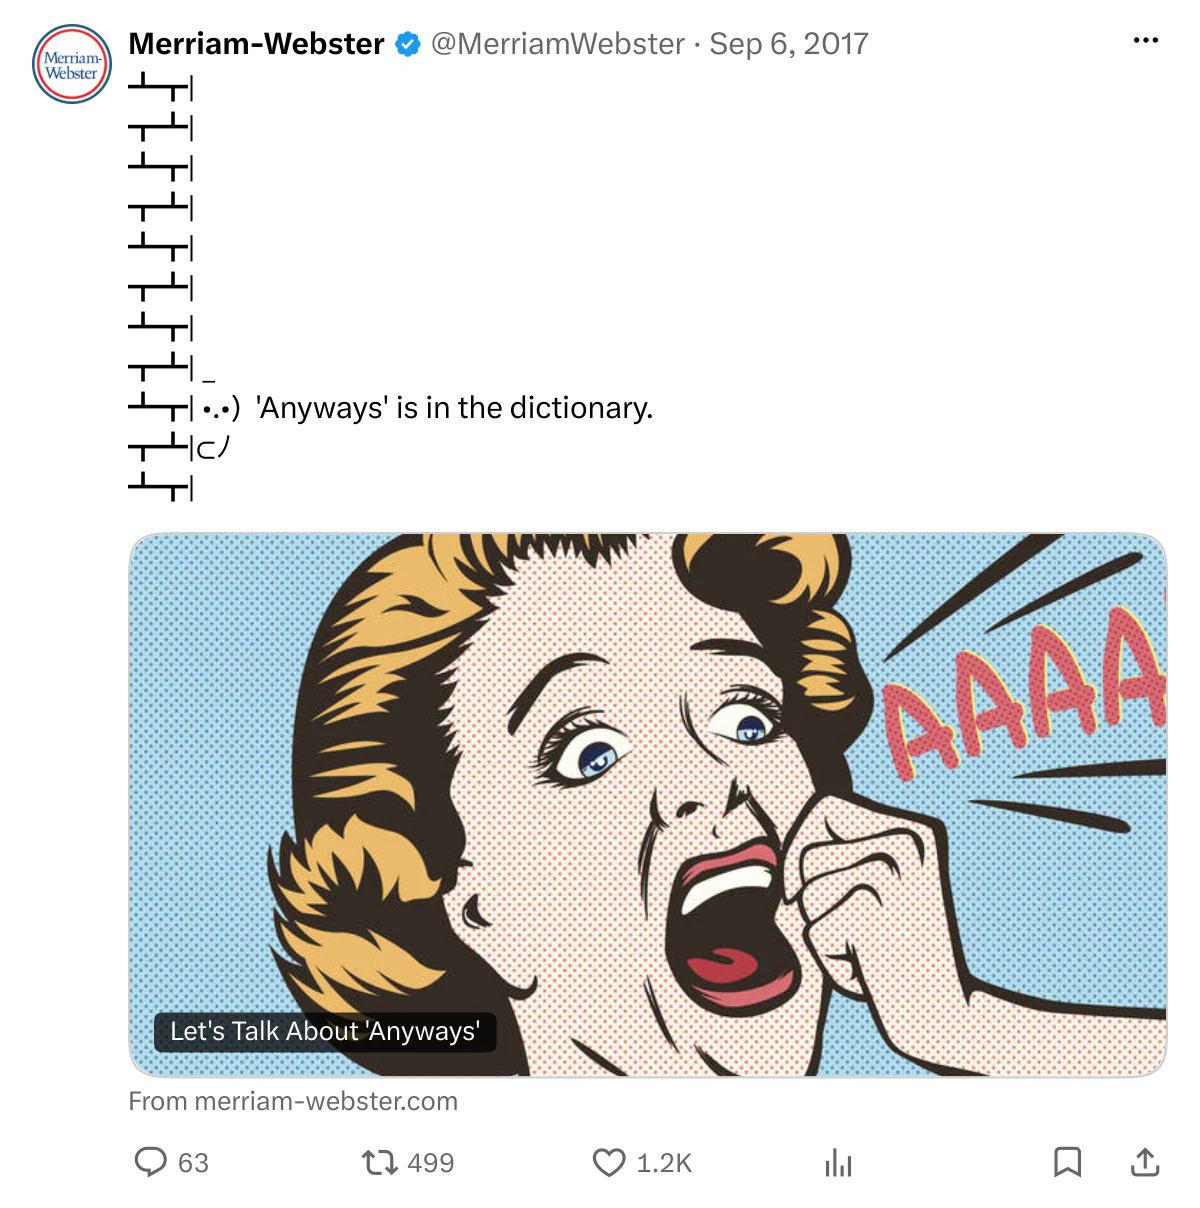 Merriam-Webster @MerriamWebster · Sep 6, 2017
Merriam-
Webster
┻┳|
┳┻|
┻┳|
┳┻|
┻┳|
┳┻|
┻┳|
┳┻| _
┻┳| •.•) 'Anyways' is in the dictionary.
┳┻|⊂ノ
┻┳|
AAAA
Let's Talk About 'Anyways'
From merriam-webster.com
63 499 1.2K